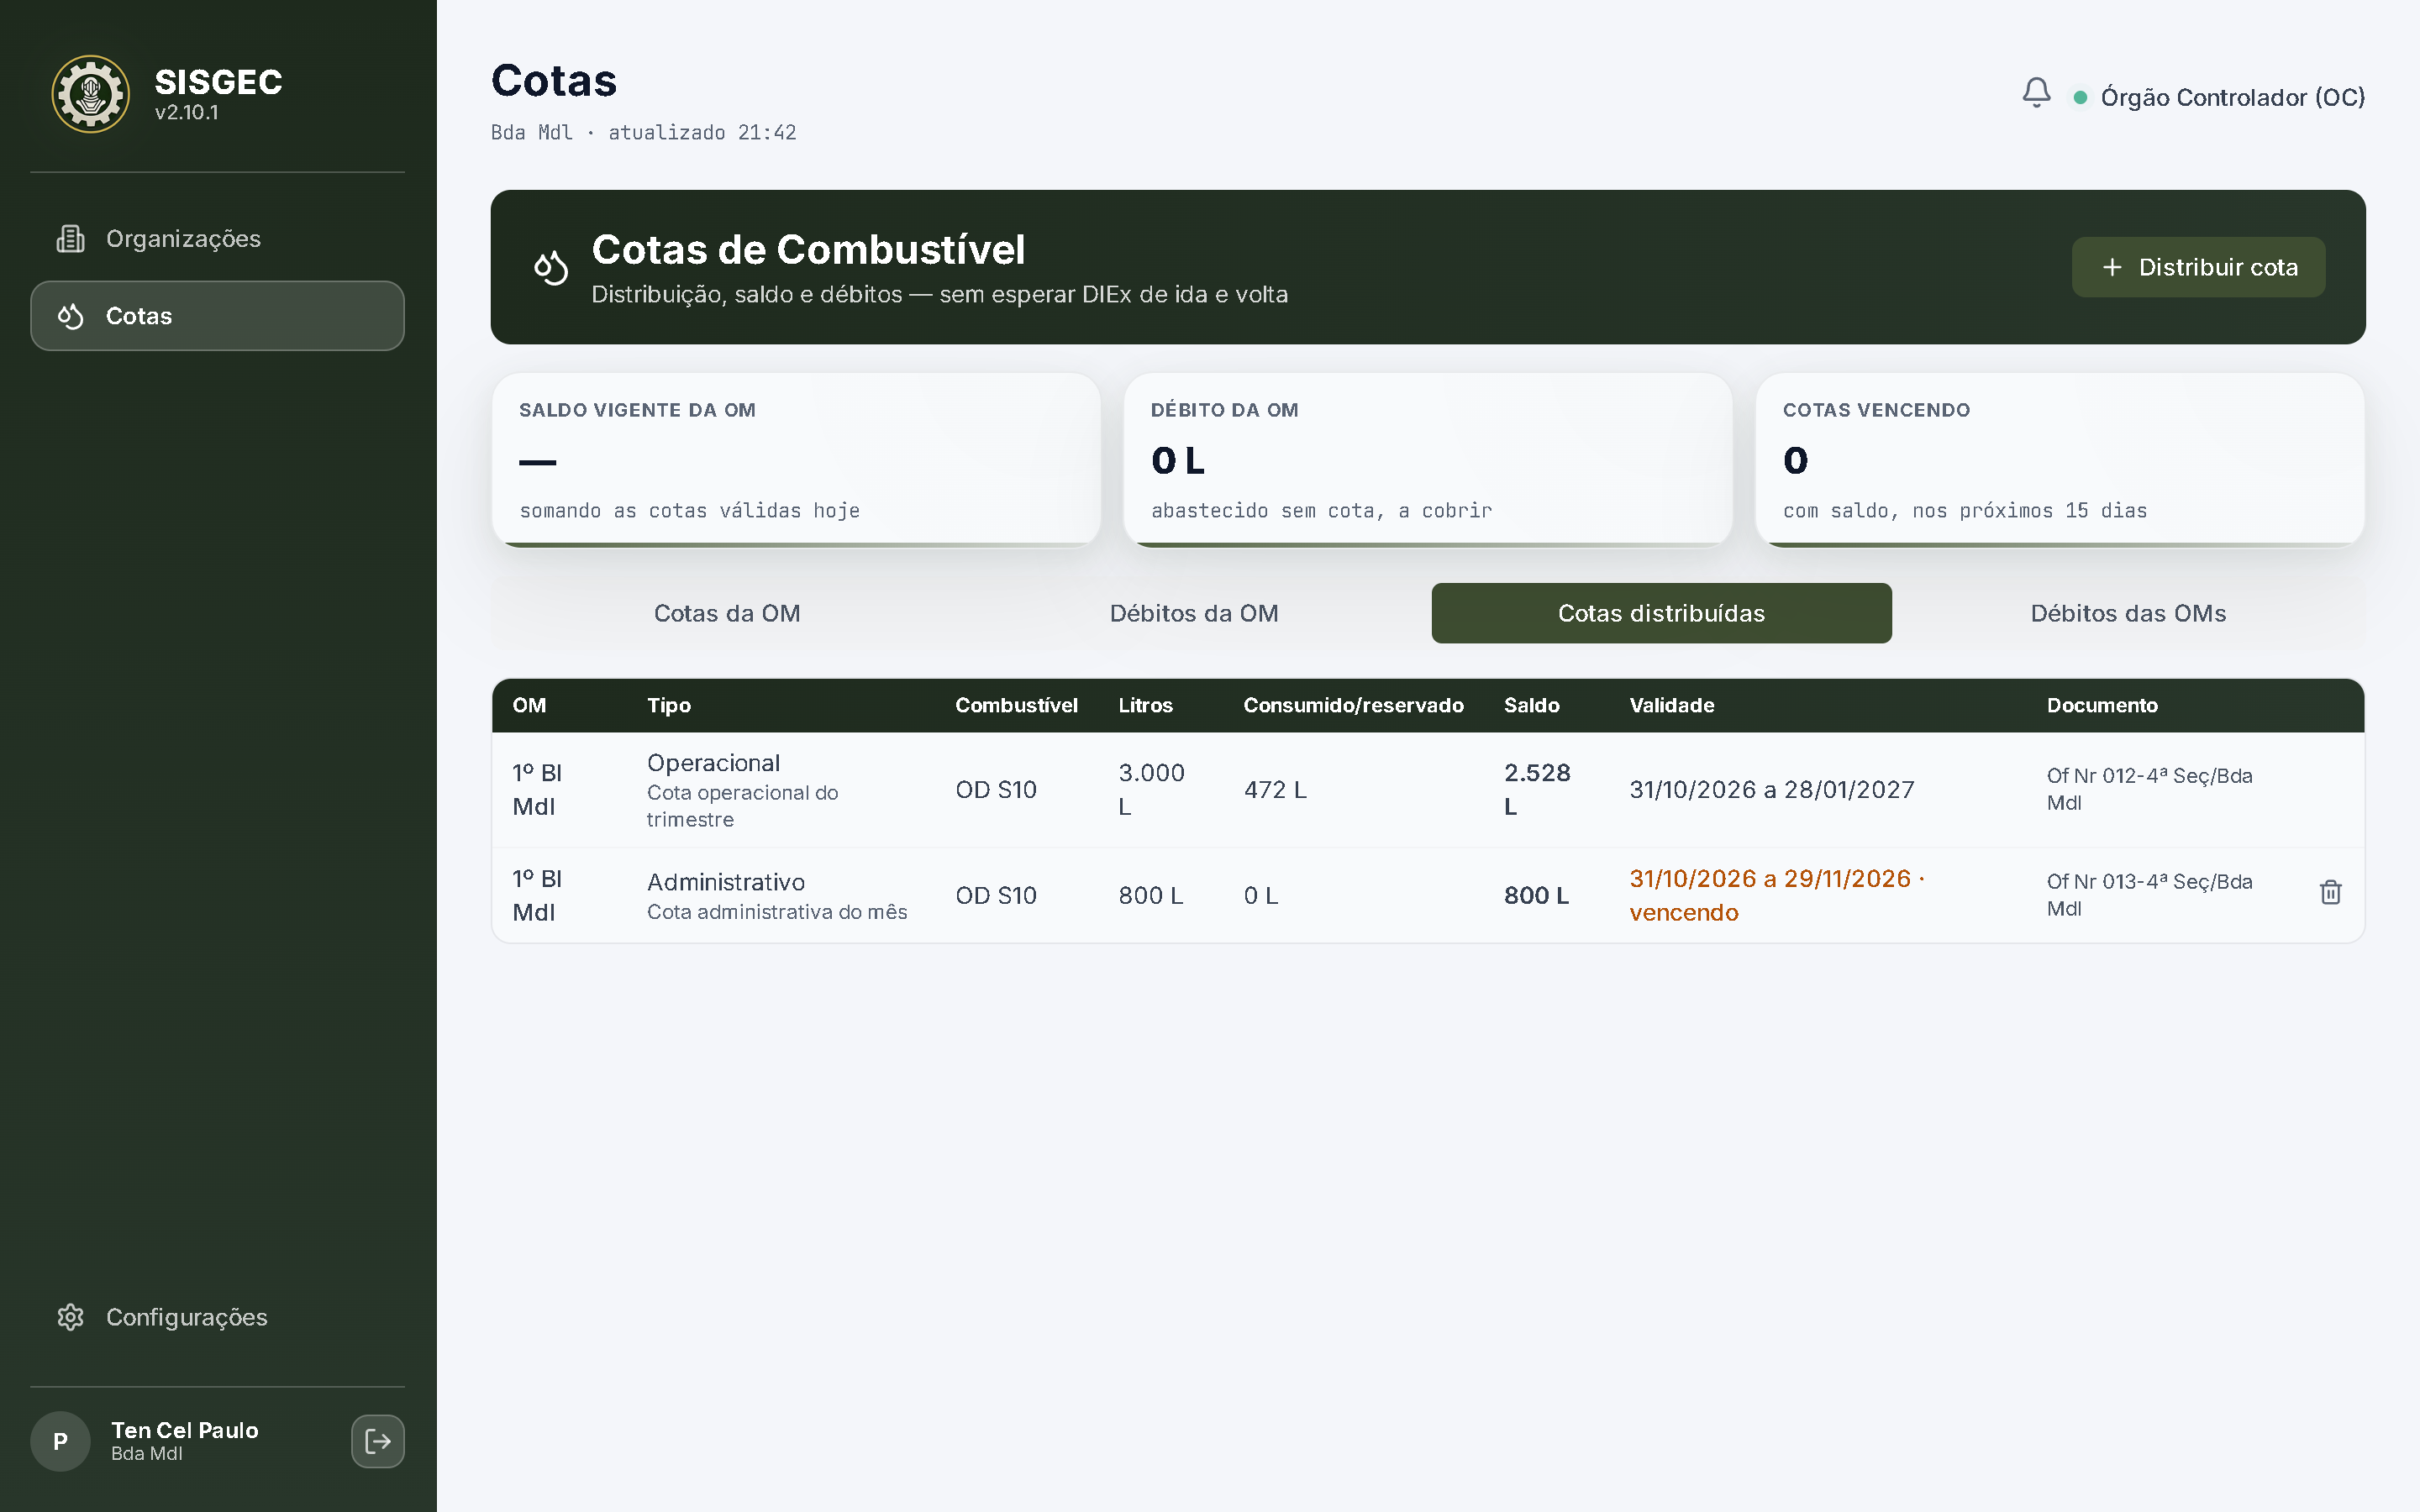 SISGEC
v2.10.1
Organizações
Cotas
Configurações
P
Ten Cel Paulo
Bda Mdl
Cotas
Bda Mdl · atualizado 21:42
Órgão Controlador (OC)
Cotas de Combustível
Distribuição, saldo e débitos — sem esperar DIEx de ida e volta
+ Distribuir cota
SALDO VIGENTE DA OM
—
somando as cotas válidas hoje
DÉBITO DA OM
0 L
abastecido sem cota, a cobrir
COTAS VENCENDO
0
com saldo, nos próximos 15 dias
Cotas da OM
Débitos da OM
Cotas distribuídas
Débitos das OMs
OM Tipo Combustível Litros Consumido/reservado Saldo Validade Documento
1º BI
Mdl
Operacional
Cota operacional do
trimestre
OD S10
3.000
L
472 L
2.528
L
31/10/2026 a 28/01/2027
Of Nr 012-4ª Seç/Bda
Mdl
1º BI
Mdl
Administrativo
Cota administrativa do mês
OD S10
800 L
0 L
800 L
31/10/2026 a 29/11/2026 ·
vencendo
Of Nr 013-4ª Seç/Bda
Mdl